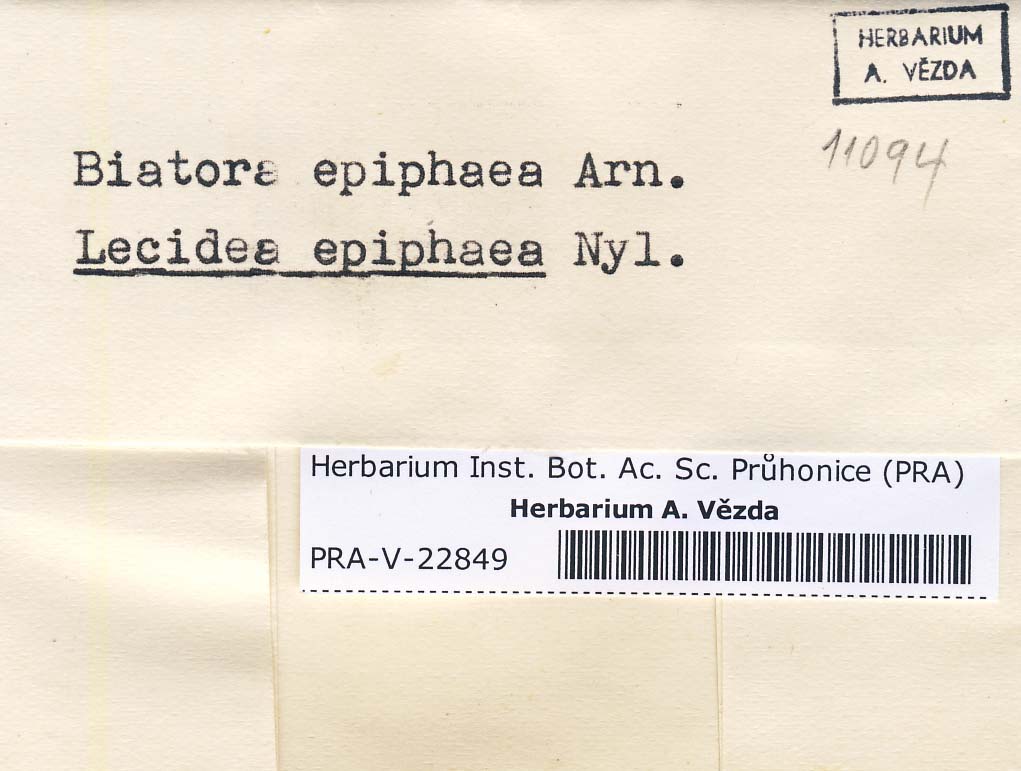 HERBARIUM
A. VĚZDA
11094
Biatora epiphaea Arn.
Lecidea epiphaea Nyl.
Herbarium Inst. Bot. Ac. Sc. Průhonice (PRA)
Herbarium A. Vězda
PRA-V-22849